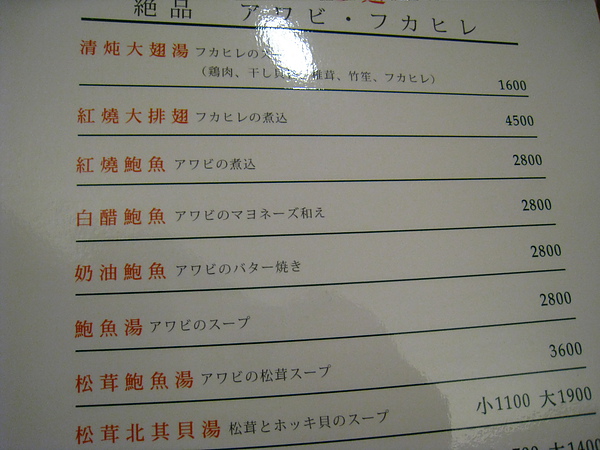 絶品 アワビ・フカヒレ
清炖大翅湯 フカヒレの
(鶏肉、干し 椎茸、竹笙、フカヒレ)
1600
紅燒大排翅 フカヒレの煮込 4500
紅燒鮑魚 アワビの煮込 2800
白醋鮑魚 アワビのマヨネーズ和え 2800
奶油鮑魚 アワビのバター焼き 2800
鮑魚湯 アワビのスープ 2800
松茸鮑魚湯 アワビの松茸スープ 3600
松茸北其貝湯 松茸とホッキ貝のスープ 小1100 大1900